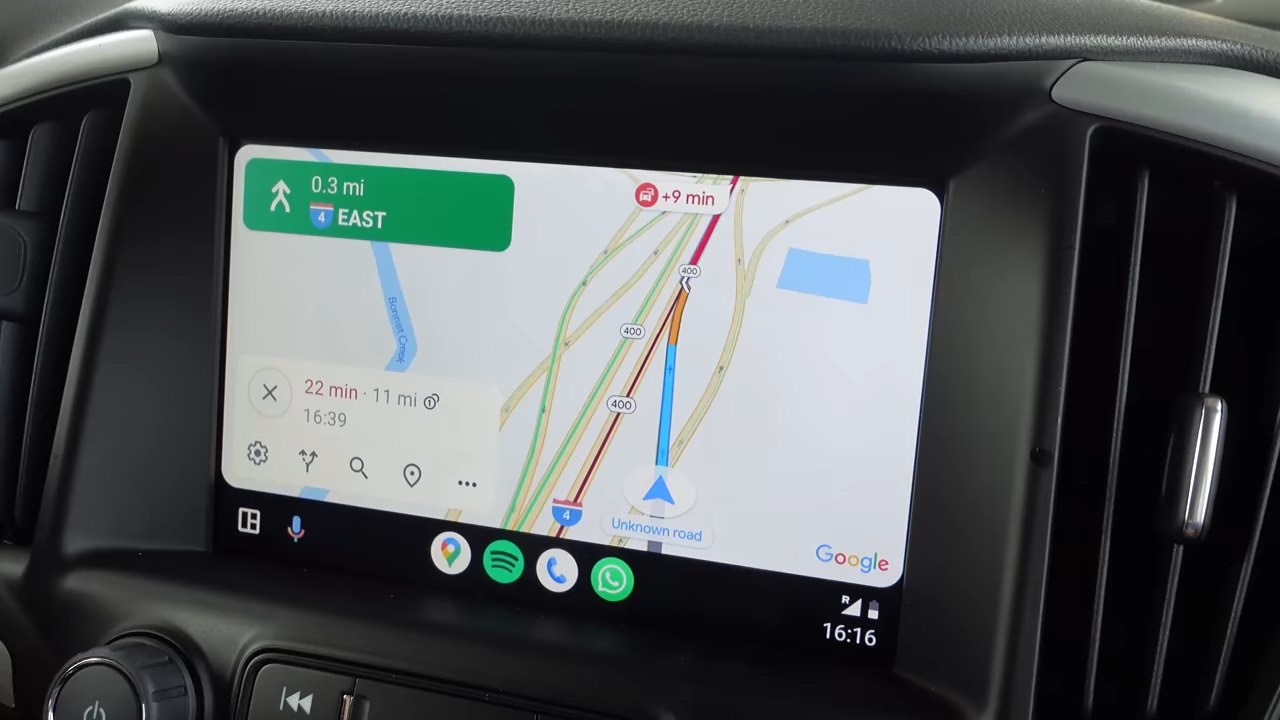 0.3 mi
4 EAST
+9 min
400
400
400
Bonnet Creek
22 min · 11 mi 1
16:39
4
Unknown road
Google
R
16:16